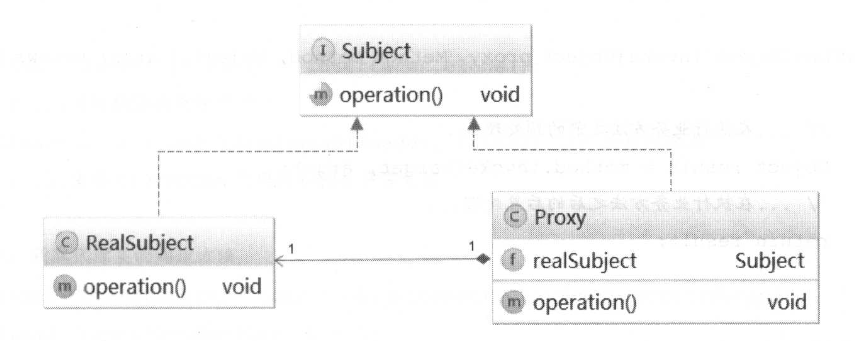 I Subject
m operation() void
C RealSubject
m operation() void
1
1
C Proxy
f realSubject Subject
m operation() void